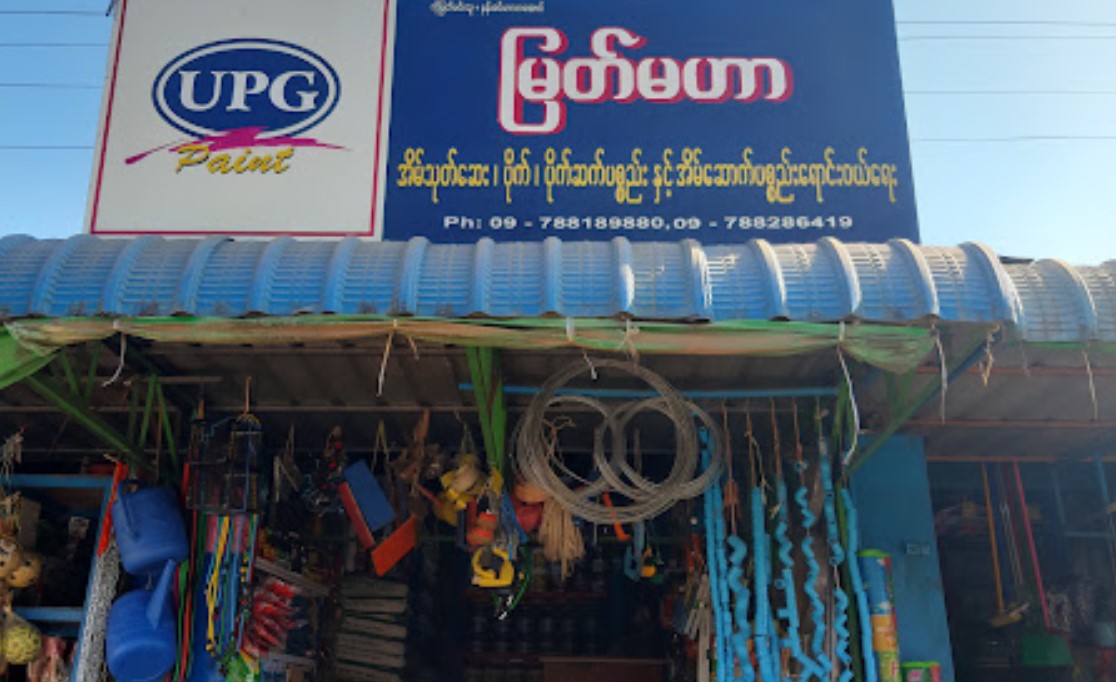 UPG
Paint
မြတ်မဟာ
အိမ်သုတ်ဆေး ၊ ပိုက် ၊ ပိုက်ဆက်ပစ္စည်း နှင့် အိမ်ဆောက်ပစ္စည်းရောင်းဝယ်ရေး
Ph: 09 - 788189880, 09 - 788286419